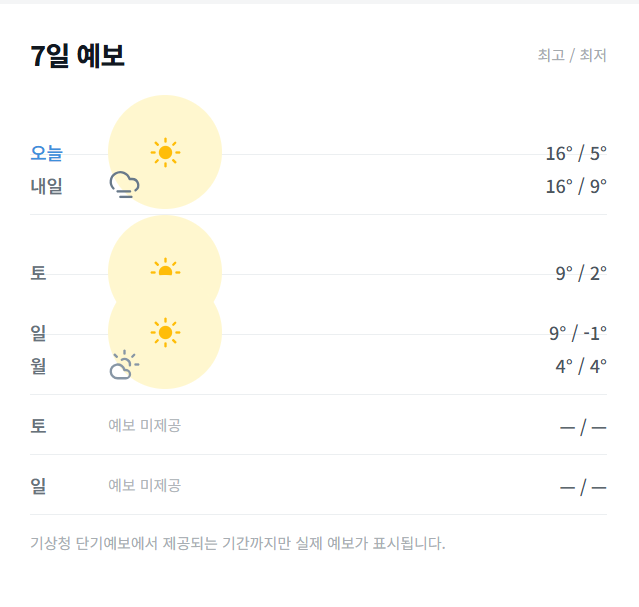 7일 예보
최고 / 최저
오늘 16° / 5°
내일 16° / 9°
토 9° / 2°
일 9° / -1°
월 4° / 4°
토 예보 미제공 — / —
일 예보 미제공 — / —
기상청 단기예보에서 제공되는 기간까지만 실제 예보가 표시됩니다.